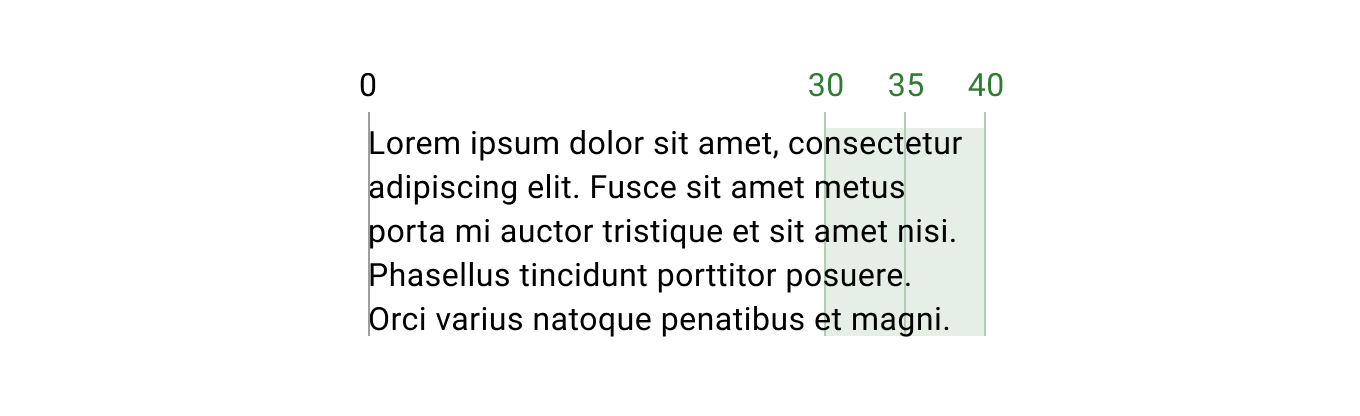 0 30 35 40
Lorem ipsum dolor sit amet, consectetur
adipiscing elit. Fusce sit amet metus
porta mi auctor tristique et sit amet nisi.
Phasellus tincidunt porttitor posuere.
Orci varius natoque penatibus et magni.